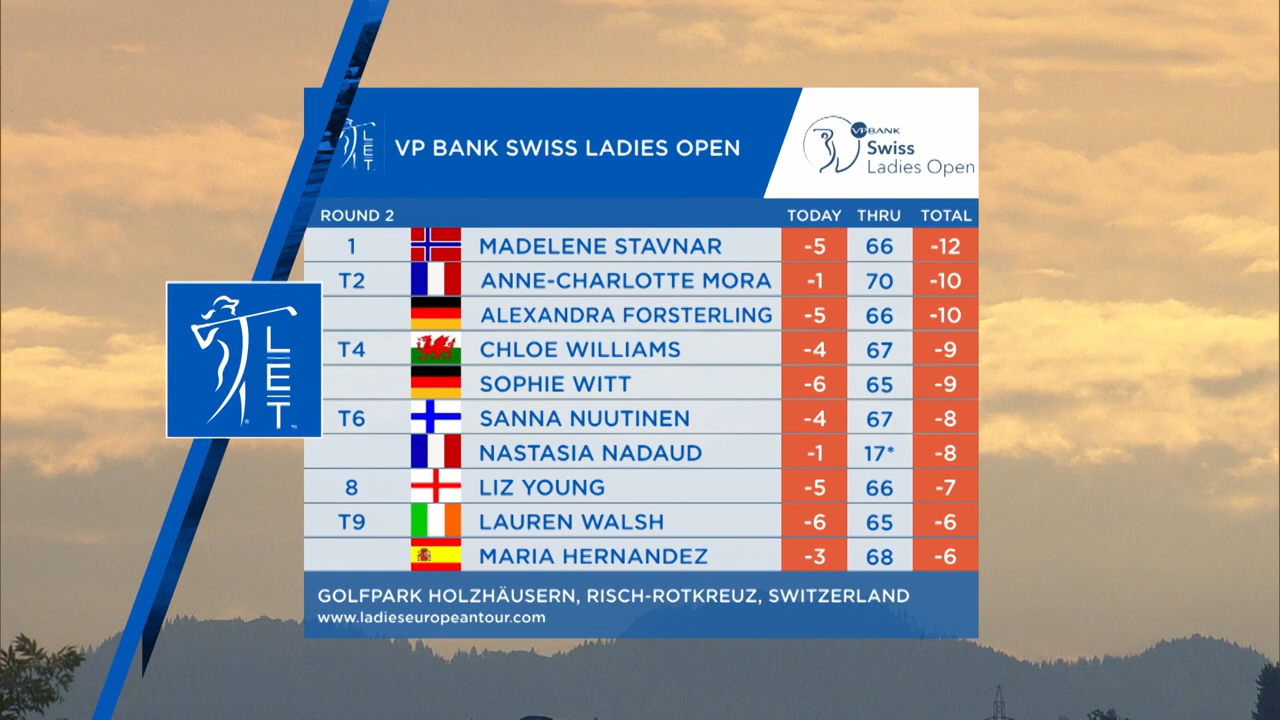 LET
VP BANK SWISS LADIES OPEN
VP BANK
Swiss
Ladies Open
ROUND 2 TODAY THRU TOTAL
1 MADELENE STAVNAR -5 66 -12
T2 ANNE-CHARLOTTE MORA -1 70 -10
ALEXANDRA FORSTERLING -5 66 -10
T4 CHLOE WILLIAMS -4 67 -9
SOPHIE WITT -6 65 -9
T6 SANNA NUUTINEN -4 67 -8
NASTASIA NADAUD -1 17* -8
8 LIZ YOUNG -5 66 -7
T9 LAUREN WALSH -6 65 -6
MARIA HERNANDEZ -3 68 -6
GOLFPARK HOLZHÄUSERN, RISCH-ROTKREUZ, SWITZERLAND
www.ladieseuropeantour.com
LET